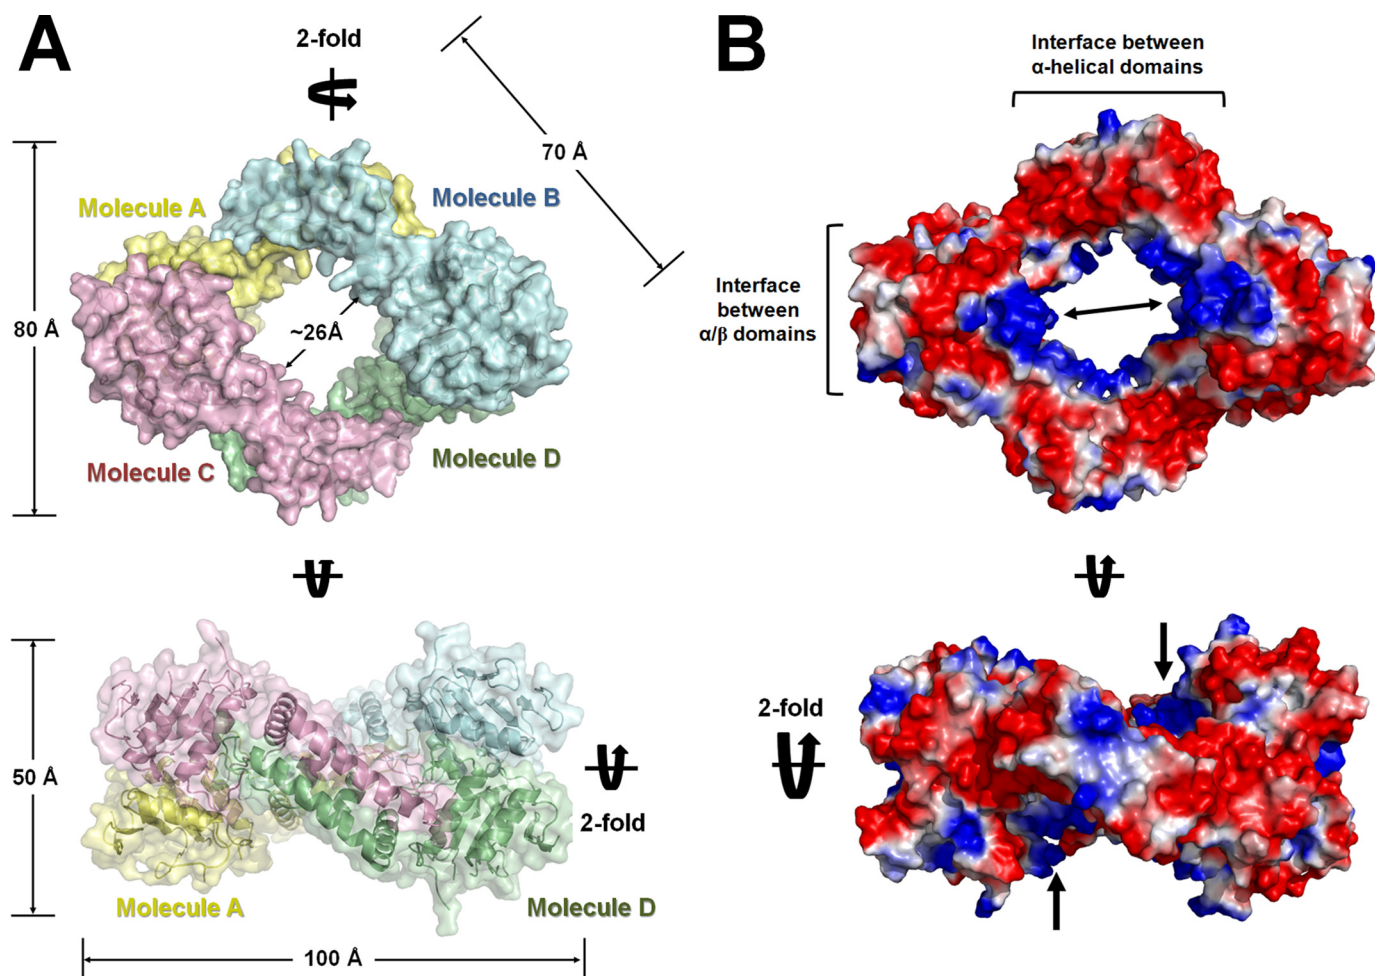 A
2-fold
70 Å
Molecule A
Molecule B
80 Å
~26Å
Molecule C
Molecule D
50 Å
2-fold
Molecule A
Molecule D
100 Å
B
Interface between
α-helical domains
Interface
between
α/β domains
2-fold